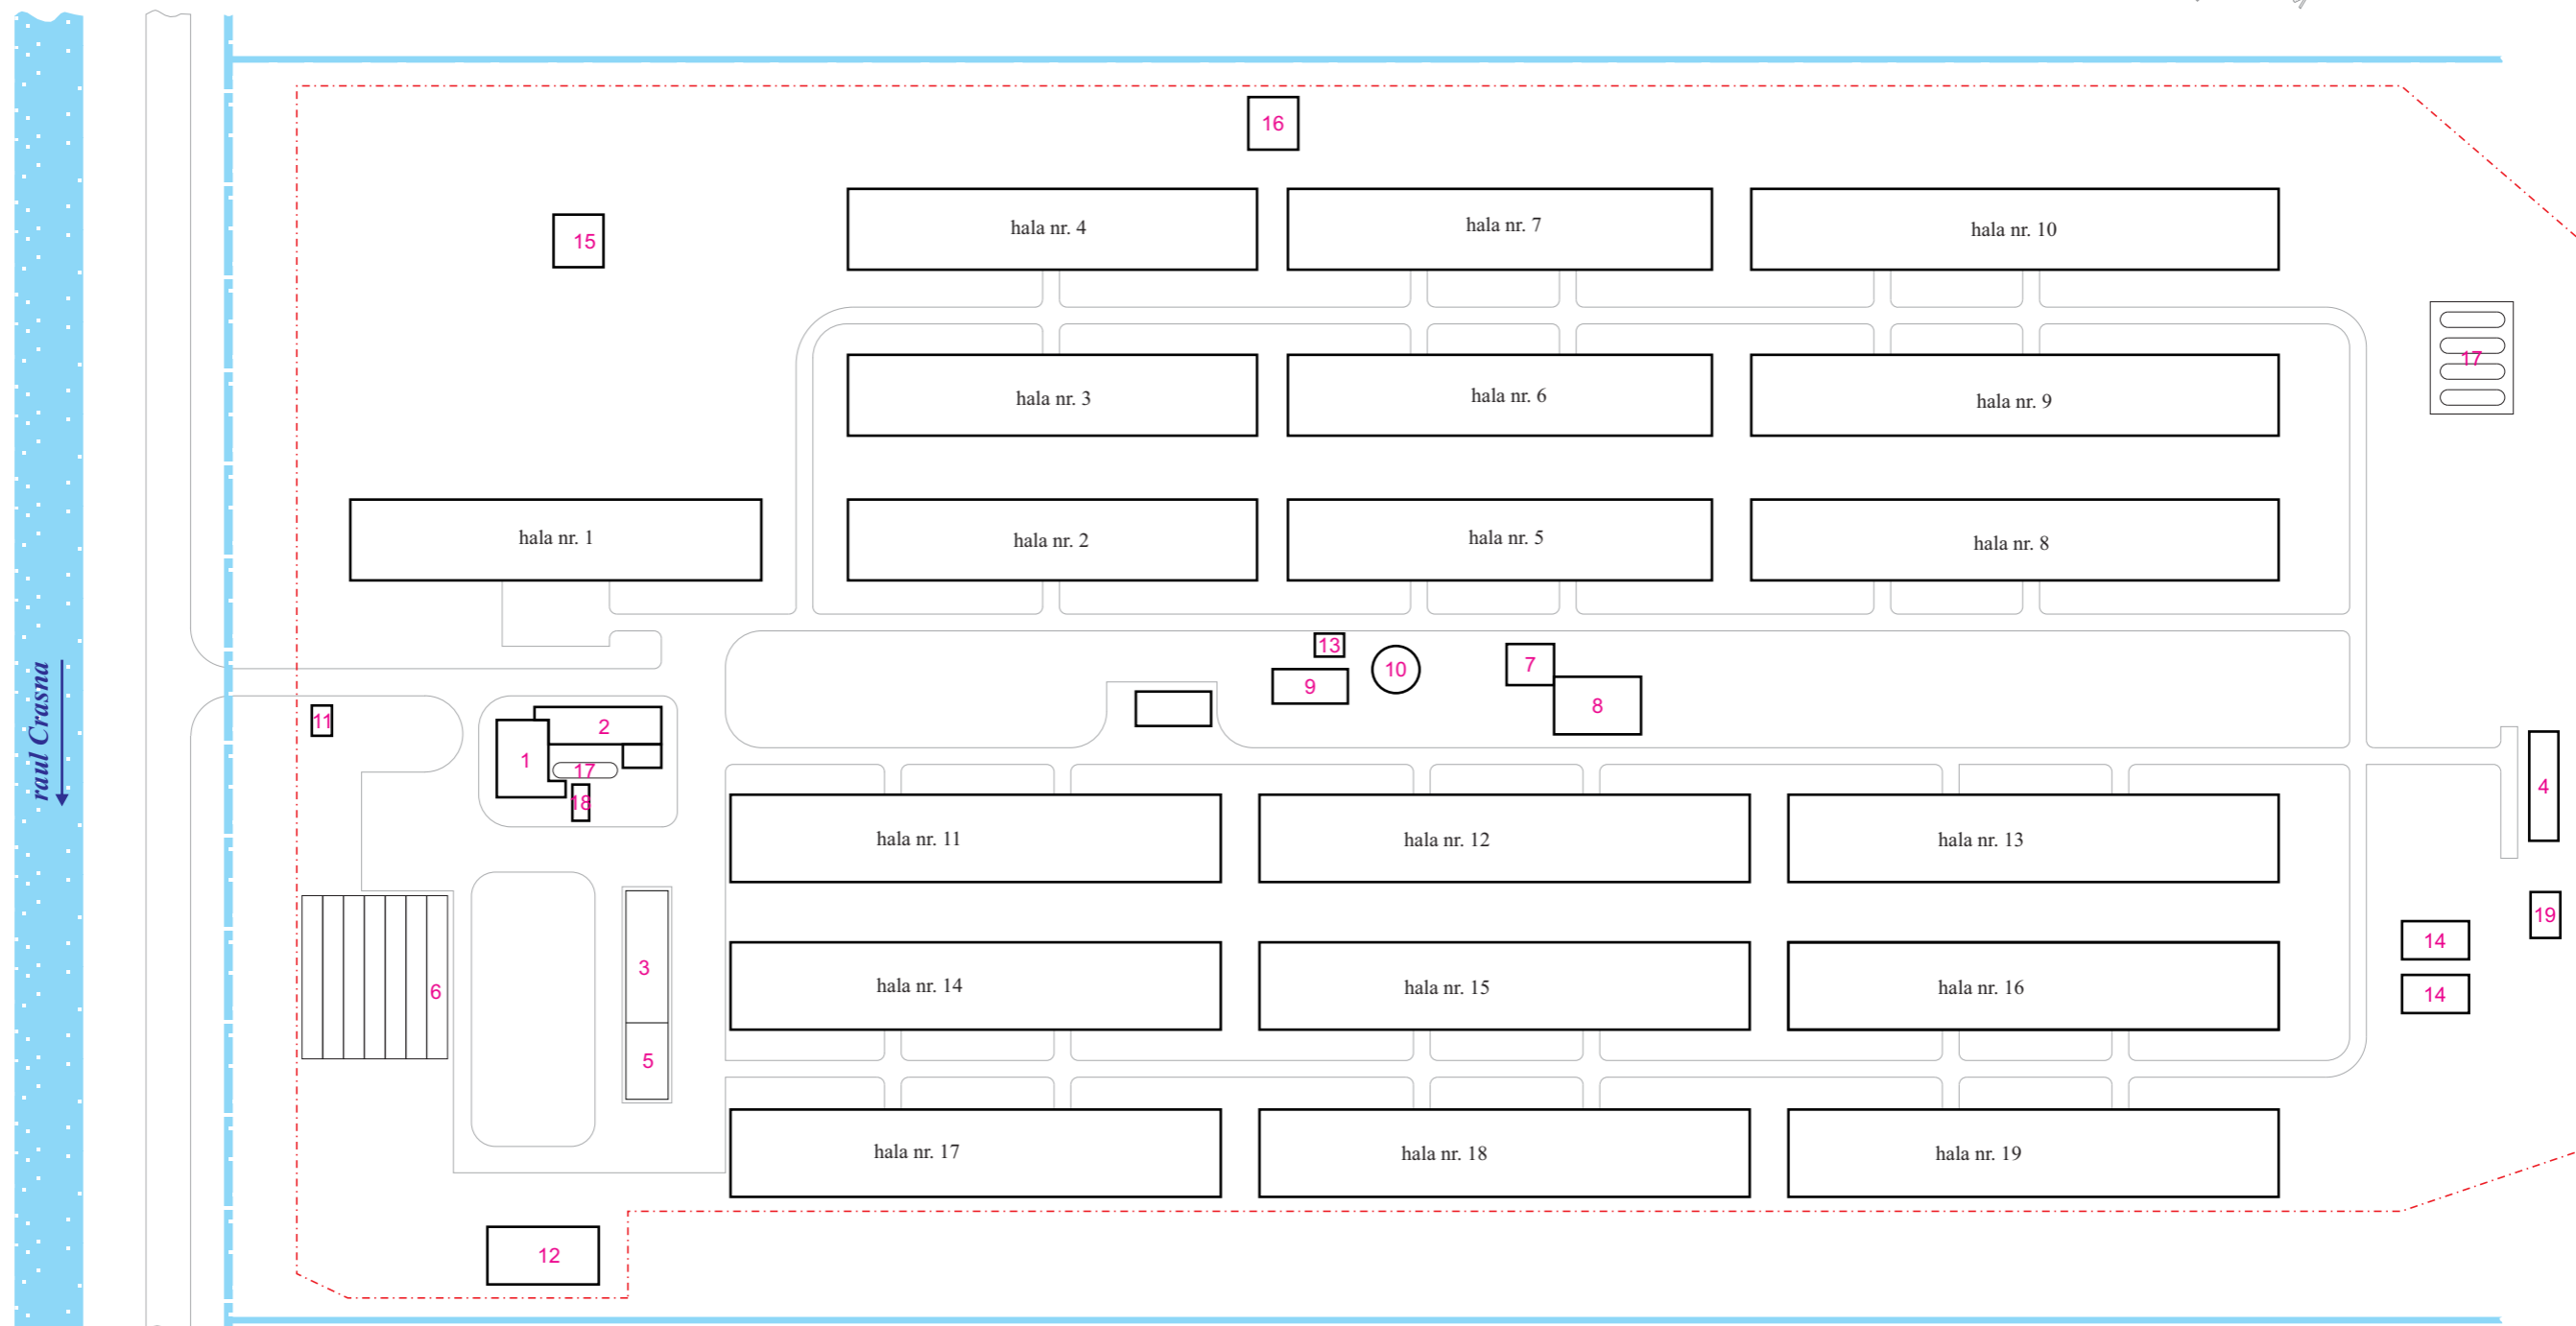 16
hala nr. 4
hala nr. 7
hala nr. 10
15
17
hala nr. 3
hala nr. 6
hala nr. 9
hala nr. 1
hala nr. 2
hala nr. 5
hala nr. 8
13
10
7
9
8
raul Crasna
11
2
1
17
18
4
hala nr. 11
hala nr. 12
hala nr. 13
19
14
3
6
hala nr. 14
hala nr. 15
hala nr. 16
14
5
hala nr. 17
hala nr. 18
hala nr. 19
12